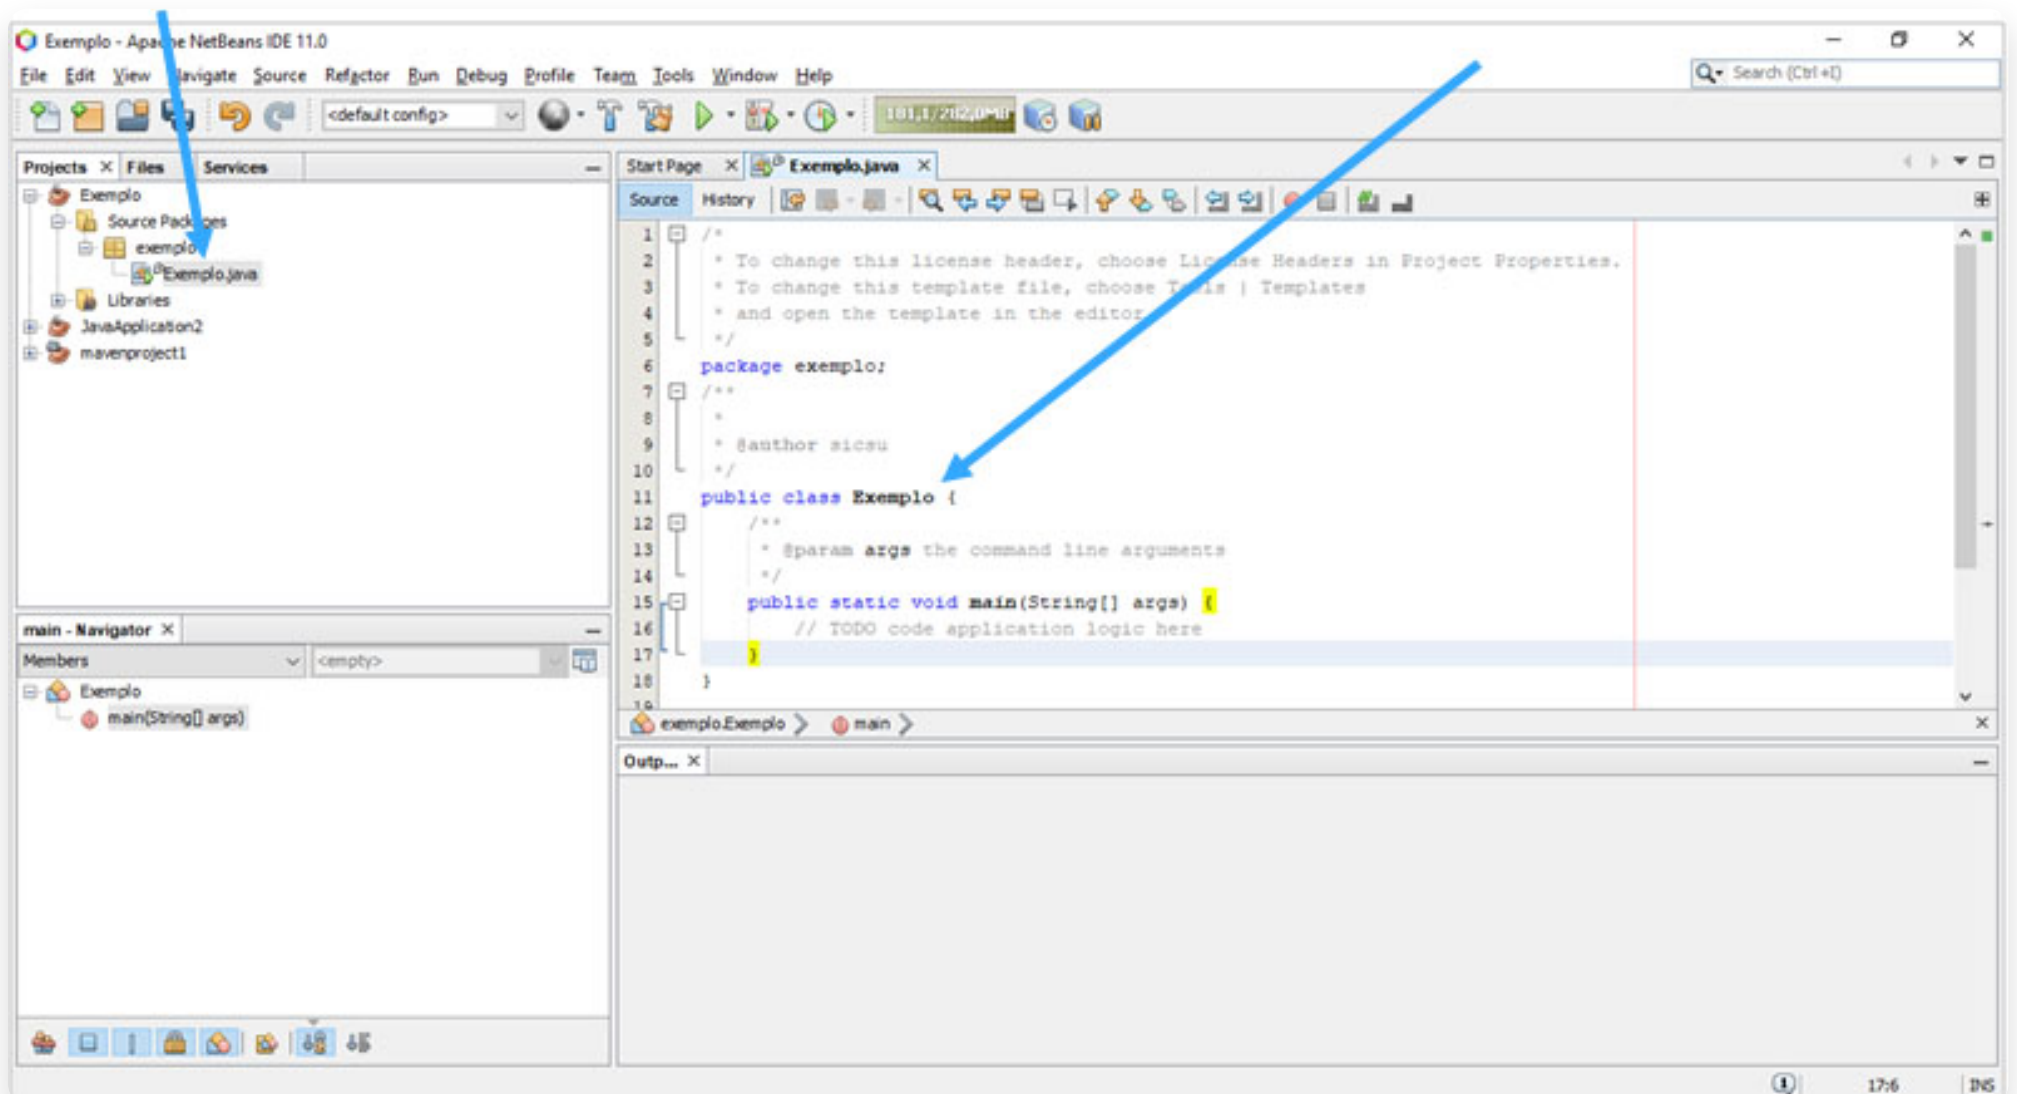 Exemplo - Apache NetBeans IDE 11.0
File Edit View Navigate Source Refactor Run Debug Profile Team Tools Window Help
Search (Ctrl+I)
<default config>
Projects Files Services
Exemplo
Source Packages
exemplo
Exemplo.java
Libraries
JavaApplication2
mavenproject1
Start Page Exemplo.java
Source History
1 /*
2 * To change this license header, choose License Headers in Project Properties.
3 * To change this template file, choose Tools | Templates
4 * and open the template in the editor
5 */
6 package exemplo;
7 /**
8 *
9 * @author sicsu
10 */
11 public class Exemplo {
12 /**
13 * @param args the command line arguments
14 */
15 public static void main(String[] args) {
16 // TODO code application logic here
17 }
18 }
19
exemplo.Exemplo main
main - Navigator
Members <empty>
Exemplo
main(String[] args)
Outp...
17:6 INS